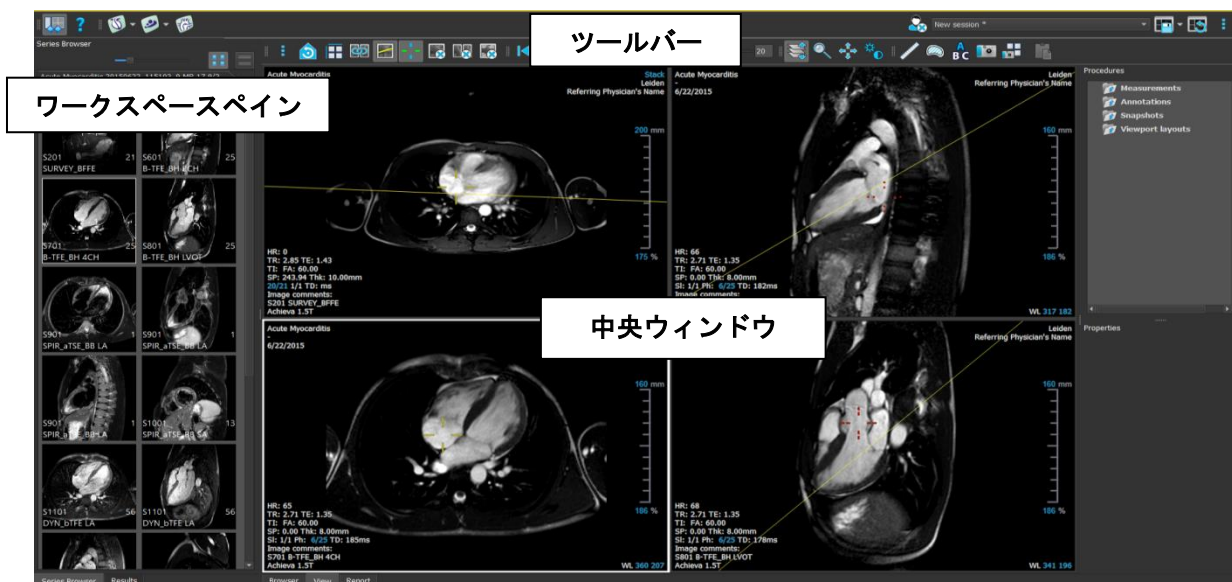 New session *
Series Browser
ツールバー
20
ワークスペースペイン
S201 21
SURVEY_BFFE
S601 25
B-TFE_BH 2CH
S701 25
B-TFE_BH 4CH
S801 25
B-TFE_BH LVOT
S901 1
SPIR_aTSE_BB LA
S901 1
SPIR_aTSE_BB LA
S901 1
SPIR_aTSE_BB LA
S1001 13
SPIR_aTSE_BB SA
S1101 56
DYN_bTFE LA
S1101 56
DYN_bTFE LA
Series Browser Results
Acute Myocarditis
-
Stack
Leiden
Referring Physician's Name
200 mm
175 %
HR: 0
TR: 2.85 TE: 1.43
TI: FA: 60.00
SP: 243.94 Thk: 10.00mm
20/21 1/1 TD: ms
Image comments:
S201 SURVEY_BFFE
Achieva 1.5T
Acute Myocarditis
-
6/22/2015
Leiden
Referring Physician's Name
160 mm
186 %
HR: 66
TR: 2.71 TE: 1.35
TI: FA: 60.00
SP: 0.00 Thk: 8.00mm
Sl: 1/1 Ph: 6/25 TD: 182ms
Image comments:
WL 317 182
中央ウィンドウ
Acute Myocarditis
-
6/22/2015
160 mm
186 %
HR: 65
TR: 2.71 TE: 1.35
TI: FA: 60.00
SP: 0.00 Thk: 8.00mm
Sl: 1/1 Ph: 6/25 TD: 185ms
Image comments:
S701 B-TFE_BH 4CH
Achieva 1.5T
WL 360 207
Leiden
Referring Physician's Name
160 mm
186 %
HR: 68
TR: 2.71 TE: 1.35
TI: FA: 60.00
SP: 0.00 Thk: 8.00mm
Sl: 1/1 Ph: 6/25 TD: 178ms
Image comments:
S801 B-TFE_BH LVOT
Achieva 1.5T
WL 341 196
Browser View Report
Procedures
Measurements
Annotations
Snapshots
Viewport layouts
Properties